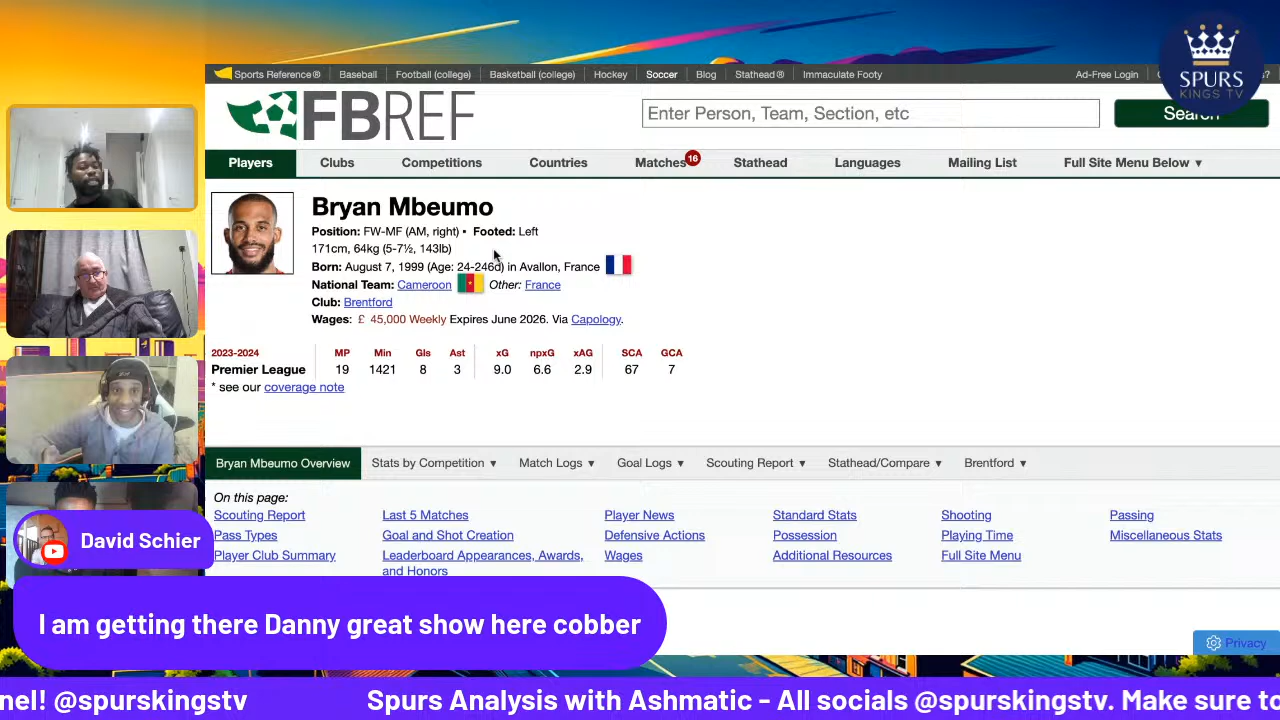 Sports Reference®
Baseball
Football (college)
Basketball (college)
Hockey
Soccer
Blog
Stathead®
Immaculate Footy
Ad-Free Login
SPURS
KINGS TV
FBREF
Enter Person, Team, Section, etc
Search
Players
Clubs
Competitions
Countries
Matches 16
Stathead
Languages
Mailing List
Full Site Menu Below ▼
Bryan Mbeumo
Position: FW-MF (AM, right) • Footed: Left
171cm, 64kg (5-7½, 143lb)
Born: August 7, 1999 (Age: 24-246d) in Avallon, France
National Team: Cameroon Other: France
Club: Brentford
Wages: £ 45,000 Weekly Expires June 2026. Via Capology.
2023-2024 MP Min Gls Ast xG npxG xAG SCA GCA
Premier League 19 1421 8 3 9.0 6.6 2.9 67 7
* see our coverage note
Bryan Mbeumo Overview
Stats by Competition ▼
Match Logs ▼
Goal Logs ▼
Scouting Report ▼
Stathead/Compare ▼
Brentford ▼
On this page:
Scouting Report
Last 5 Matches
Player News
Standard Stats
Shooting
Passing
Pass Types
Goal and Shot Creation
Defensive Actions
Possession
Playing Time
Miscellaneous Stats
Player Club Summary
Leaderboard Appearances, Awards,
and Honors
Wages
Additional Resources
Full Site Menu
David Schier
I am getting there Danny great show here cobber
Privacy
nel! @spurskingstv
Spurs Analysis with Ashmatic - All socials @spurskingstv. Make sure to